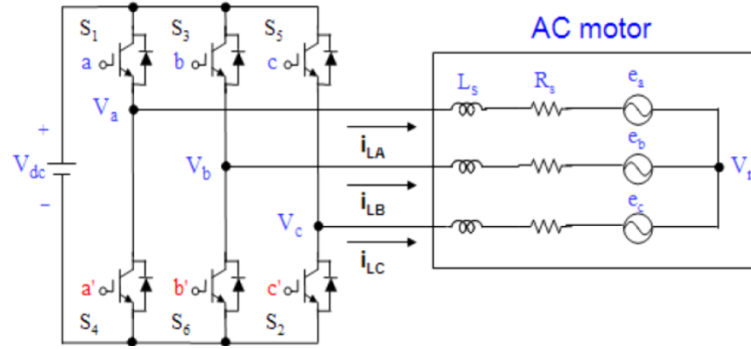 S1 S3 S5 AC motor
a b c
Ls Rs ea
Va
+
iLA
Vdc Vb eb Vn
−
iLB
Vc ec
iLC
a' b' c'
S4 S6 S2